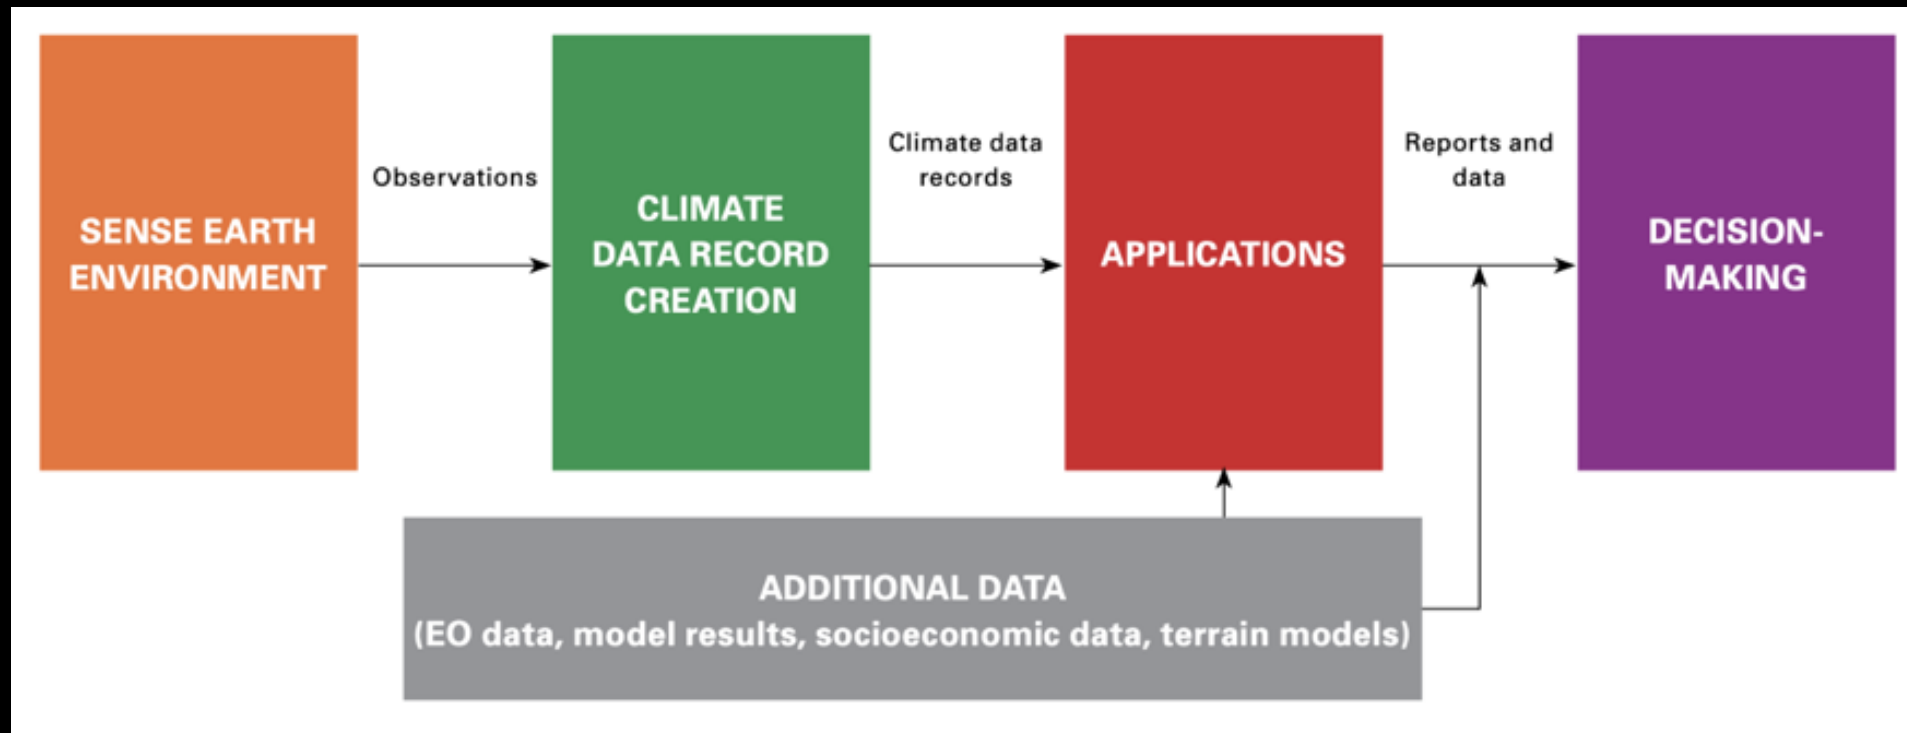 SENSE EARTH
ENVIRONMENT
Observations
CLIMATE
DATA RECORD
CREATION
Climate data
records
APPLICATIONS
Reports and
data
DECISION-
MAKING
ADDITIONAL DATA
(EO data, model results, socioeconomic data, terrain models)